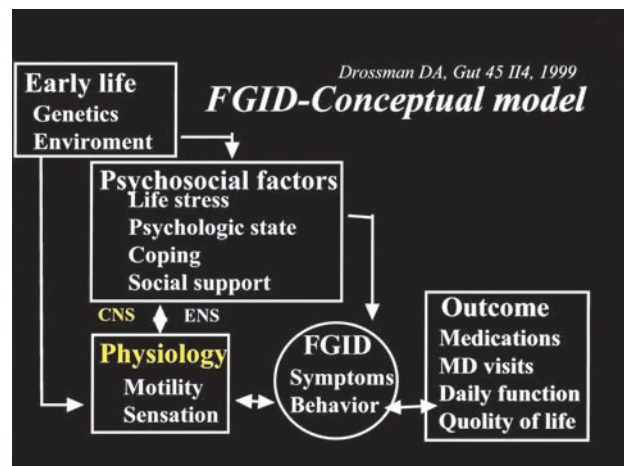 Drossman DA, Gut 45 II4, 1999
FGID-Conceptual model
Early life
Genetics
Enviroment
Psychosocial factors
Life stress
Psychologic state
Coping
Social support
CNS ENS
Physiology
Motility
Sensation
FGID
Symptoms
Behavior
Outcome
Medications
MD visits
Daily function
Quolity of life